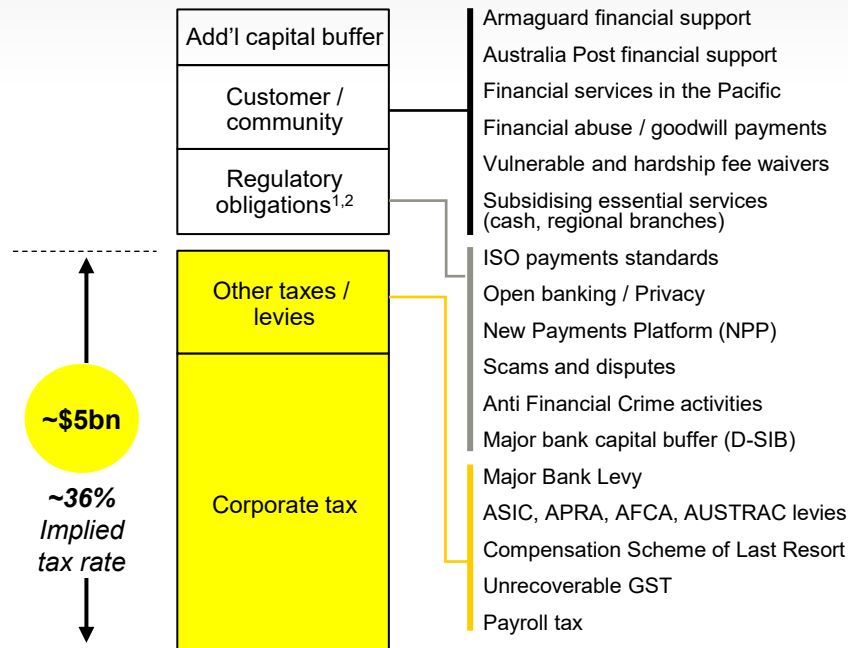 Add'l capital buffer
Customer /
community
Regulatory
obligations1,2
Other taxes /
levies
Corporate tax
~$5bn
~36%
Implied
tax rate
Armaguard financial support
Australia Post financial support
Financial services in the Pacific
Financial abuse / goodwill payments
Vulnerable and hardship fee waivers
Subsidising essential services
(cash, regional branches)
ISO payments standards
Open banking / Privacy
New Payments Platform (NPP)
Scams and disputes
Anti Financial Crime activities
Major bank capital buffer (D-SIB)
Major Bank Levy
ASIC, APRA, AFCA, AUSTRAC levies
Compensation Scheme of Last Resort
Unrecoverable GST
Payroll tax